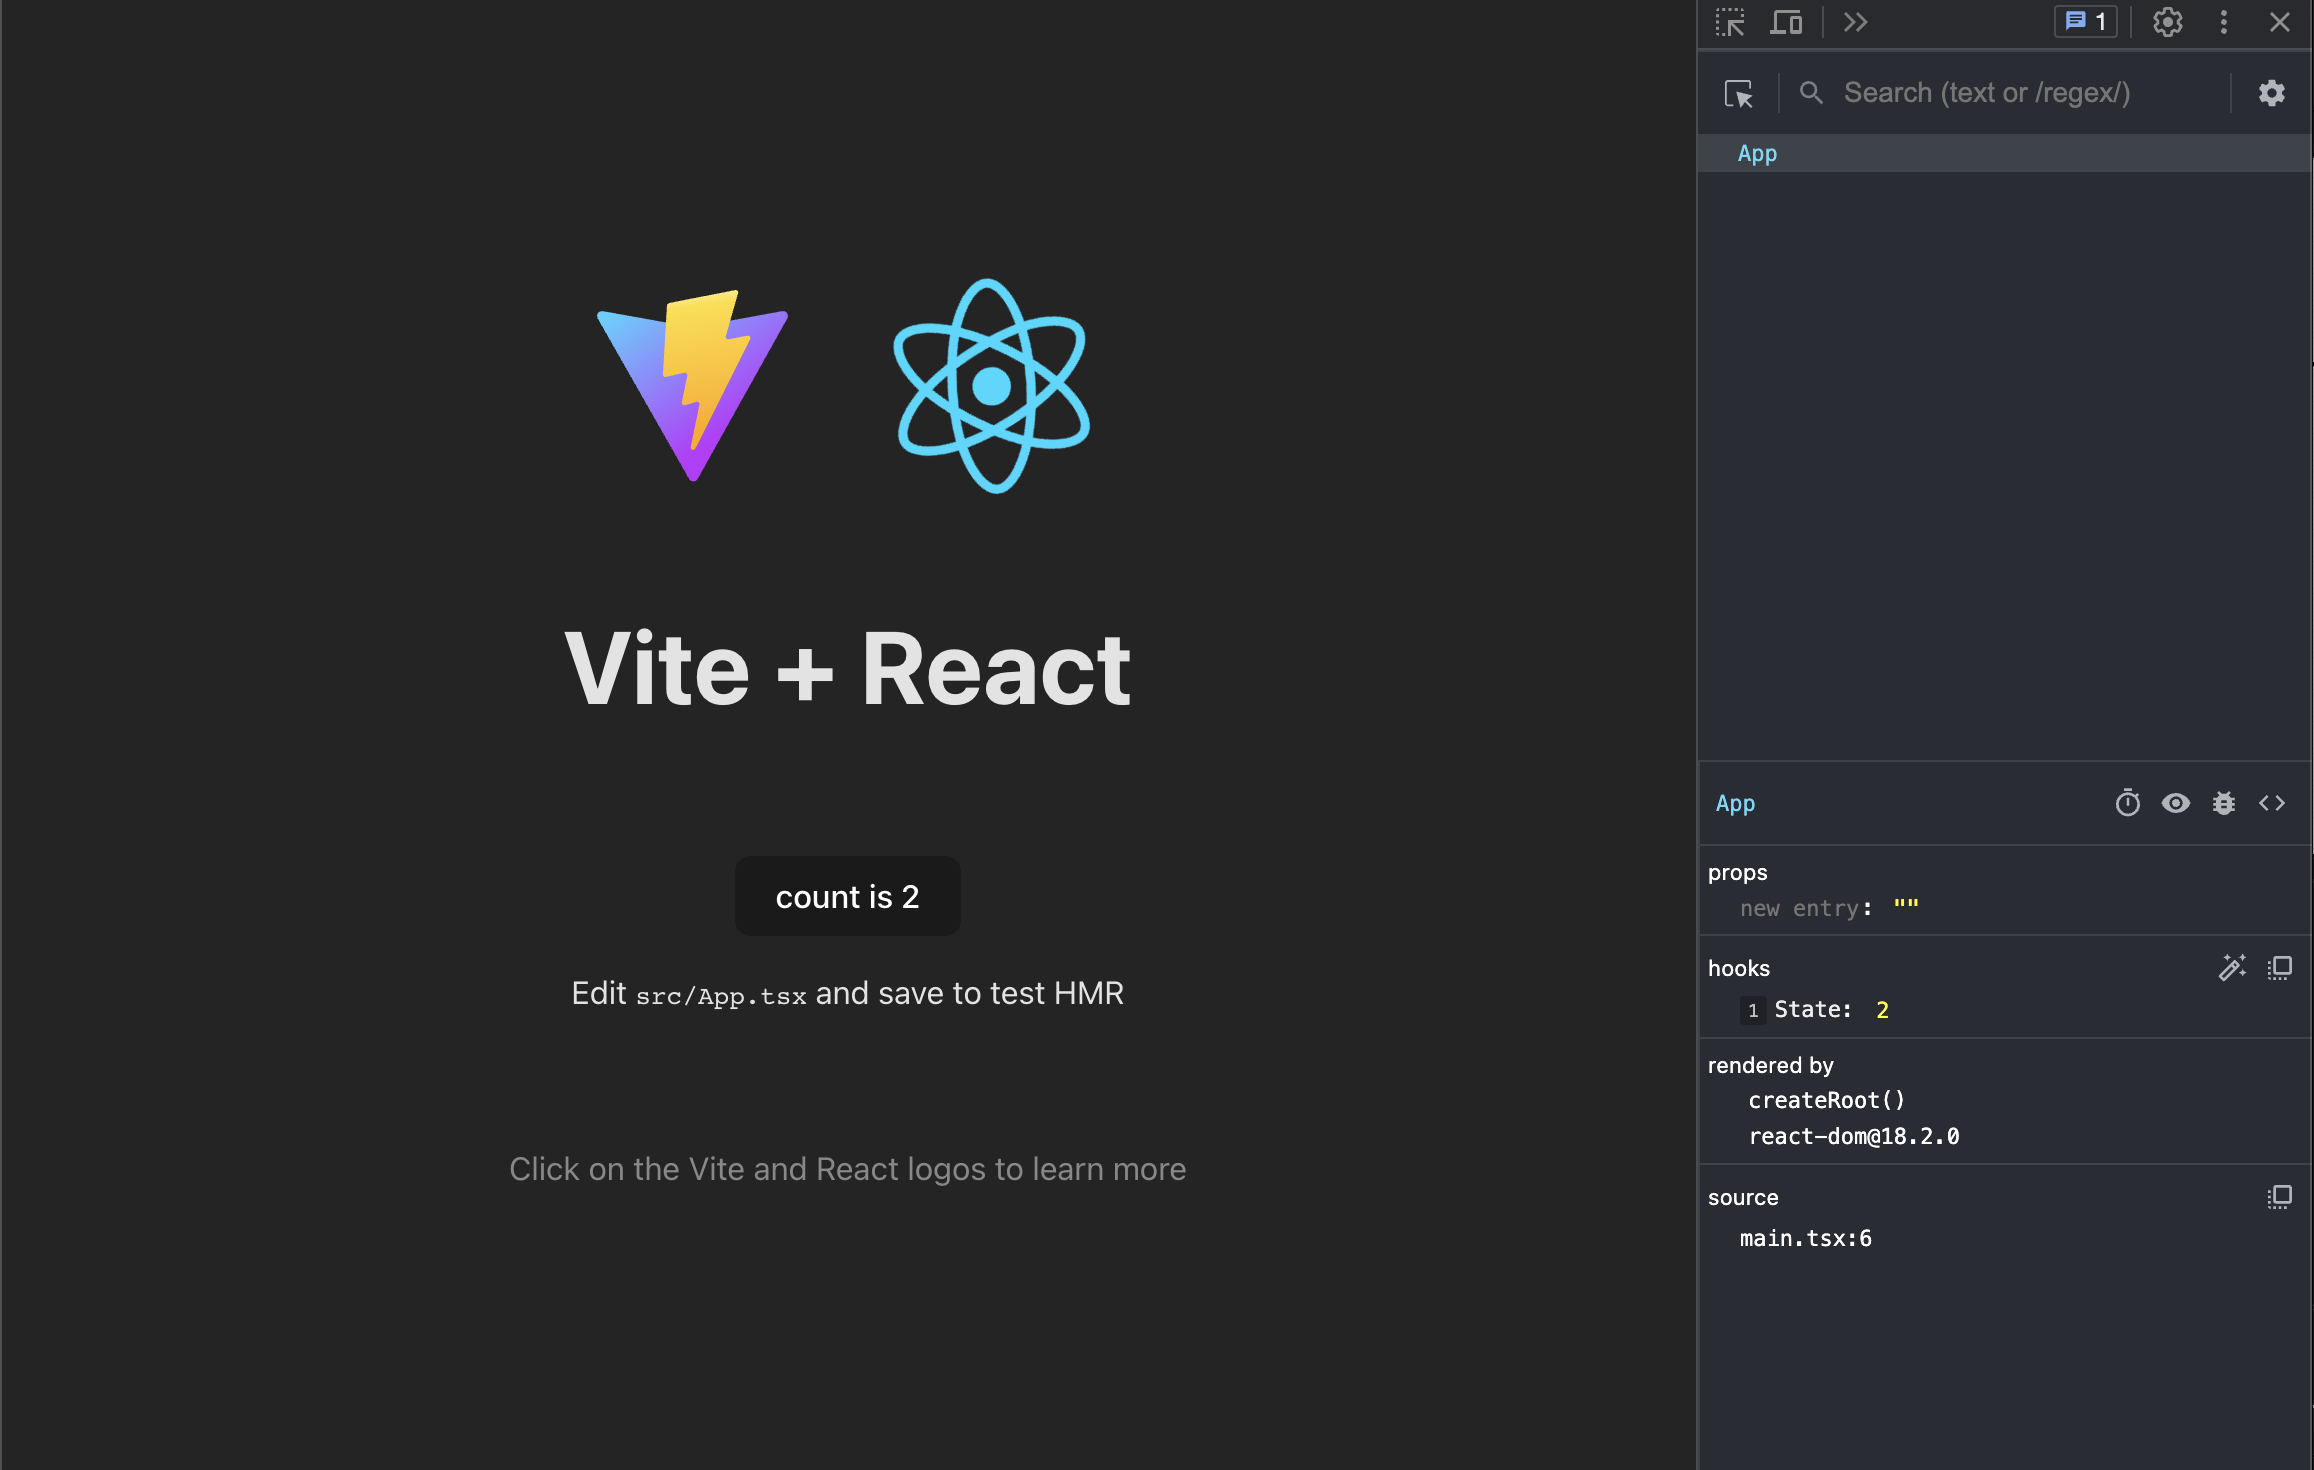 Vite + React
count is 2
Edit src/App.tsx and save to test HMR
Click on the Vite and React logos to learn more
1
Search (text or /regex/)
App
App
props
new entry: ""
hooks
1 State: 2
rendered by
createRoot()
react-dom@18.2.0
source
main.tsx:6